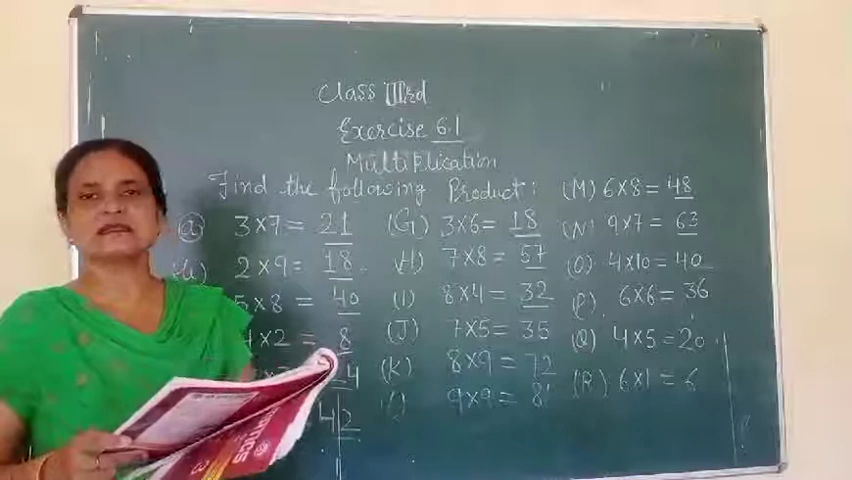 Class IIIrd
Exercise 6.1
Multiplication
Find the following Product:
(a) 3×7= 21
2×9= 18
5×8 = 40
4×2 = 8
4
42
(G) 3×6= 18
(H) 7×8= 57
(I) 8×4= 32
(J) 7×5= 35
(K) 8×9= 72
9×9= 81
(M) 6×8= 48
(N) 9×7= 63
(O) 4×10= 40
(P) 6×6= 36
(Q) 4×5=20
(R) 6×1= 6